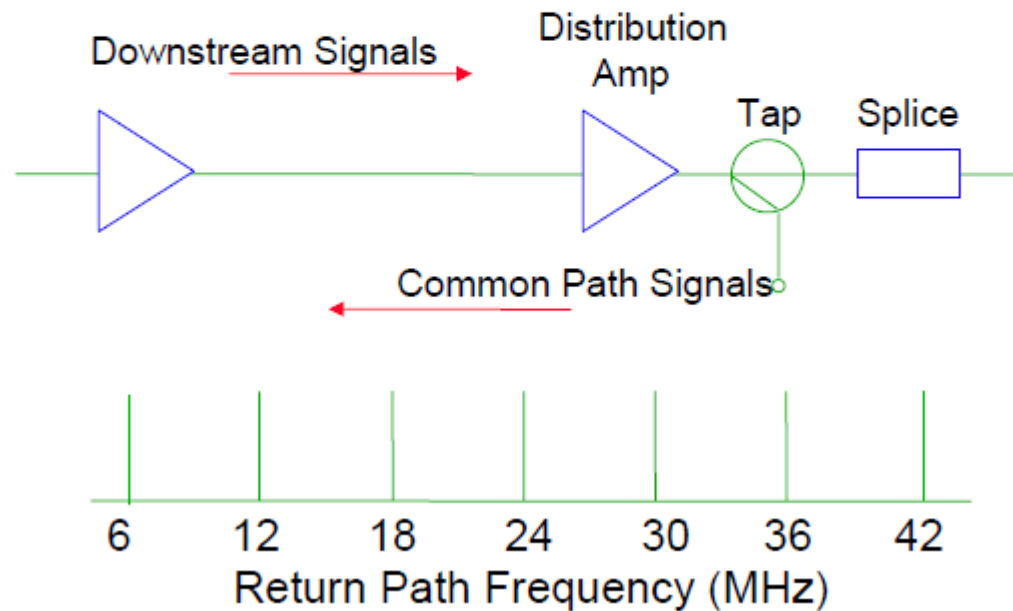 Downstream Signals
Distribution
Amp
Tap
Splice
Common Path Signals
6 12 18 24 30 36 42
Return Path Frequency (MHz)